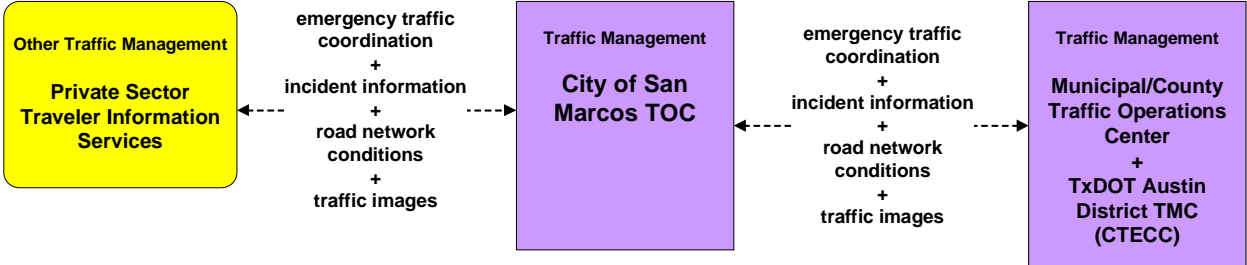 Other Traffic Management
Private Sector
Traveler Information
Services
emergency traffic
coordination
+
incident information
+
road network
conditions
+
traffic images
Traffic Management
City of San
Marcos TOC
emergency traffic
coordination
+
incident information
+
road network
conditions
+
traffic images
Traffic Management
Municipal/County
Traffic Operations
Center
+
TxDOT Austin
District TMC
(CTECC)